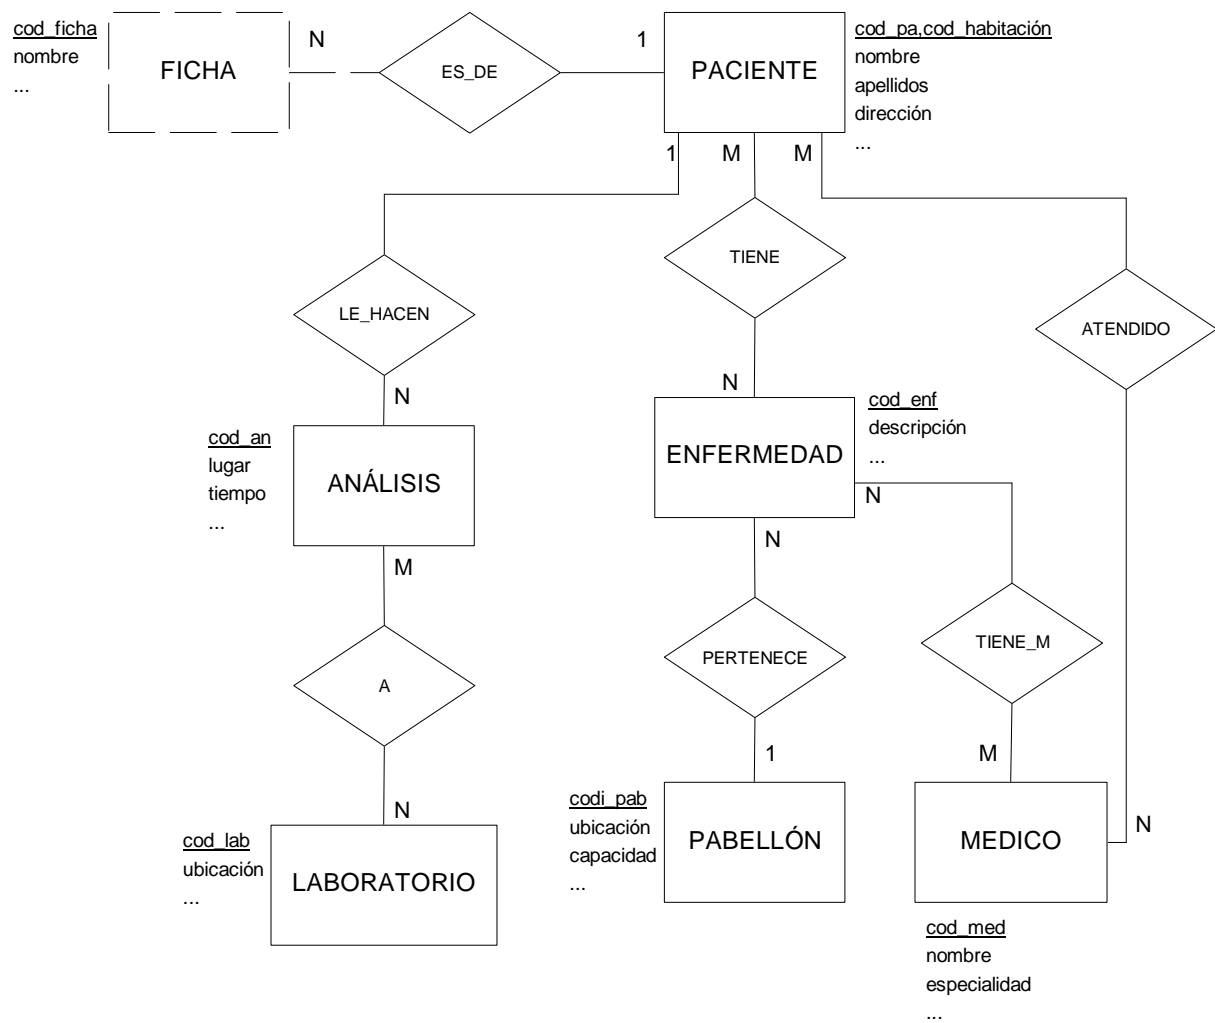 cod_ficha
nombre
...
FICHA
N
ES_DE
1
PACIENTE
cod_pa,cod_habitación
nombre
apellidos
dirección
...
1
M
M
TIENE
LE_HACEN
ATENDIDO
N
N
cod_enf
descripción
...
cod_an
lugar
tiempo
...
ANÁLISIS
ENFERMEDAD
N
M
N
PERTENECE
TIENE_M
A
1
M
N
N
cod_lab
ubicación
...
LABORATORIO
codi_pab
ubicación
capacidad
...
PABELLÓN
MEDICO
cod_med
nombre
especialidad
...